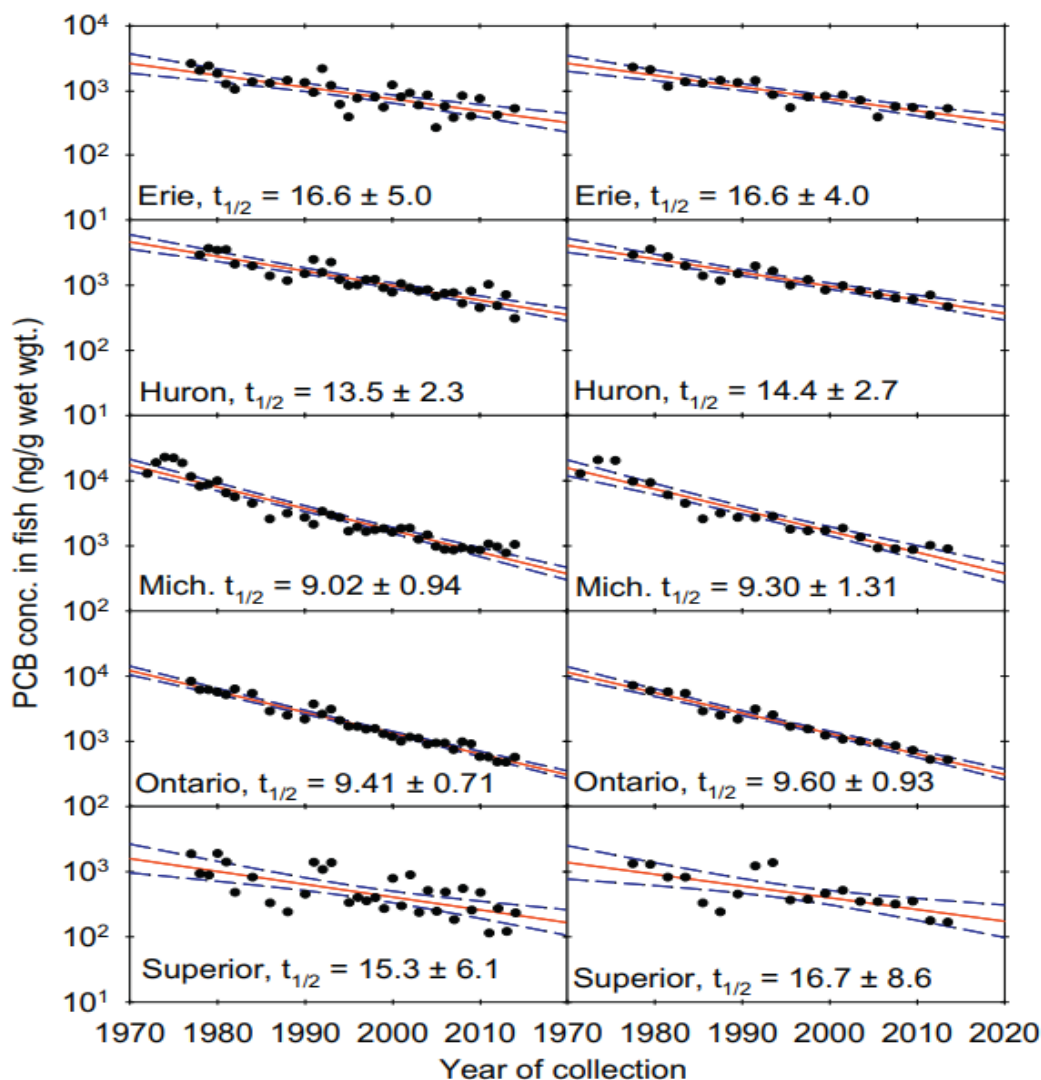 10⁴
10³
10²
10¹
Erie, t₁/₂ = 16.6 ± 5.0
Erie, t₁/₂ = 16.6 ± 4.0
10³
10²
10¹
Huron, t₁/₂ = 13.5 ± 2.3
Huron, t₁/₂ = 14.4 ± 2.7
10⁴
10³
10²
Mich. t₁/₂ = 9.02 ± 0.94
Mich. t₁/₂ = 9.30 ± 1.31
10⁴
10³
10²
Ontario, t₁/₂ = 9.41 ± 0.71
Ontario, t₁/₂ = 9.60 ± 0.93
10³
10²
10¹
Superior, t₁/₂ = 15.3 ± 6.1
Superior, t₁/₂ = 16.7 ± 8.6
PCB conc. in fish (ng/g wet wgt.)
1970 1980 1990 2000 2010 1970 1980 1990 2000 2010 2020
Year of collection